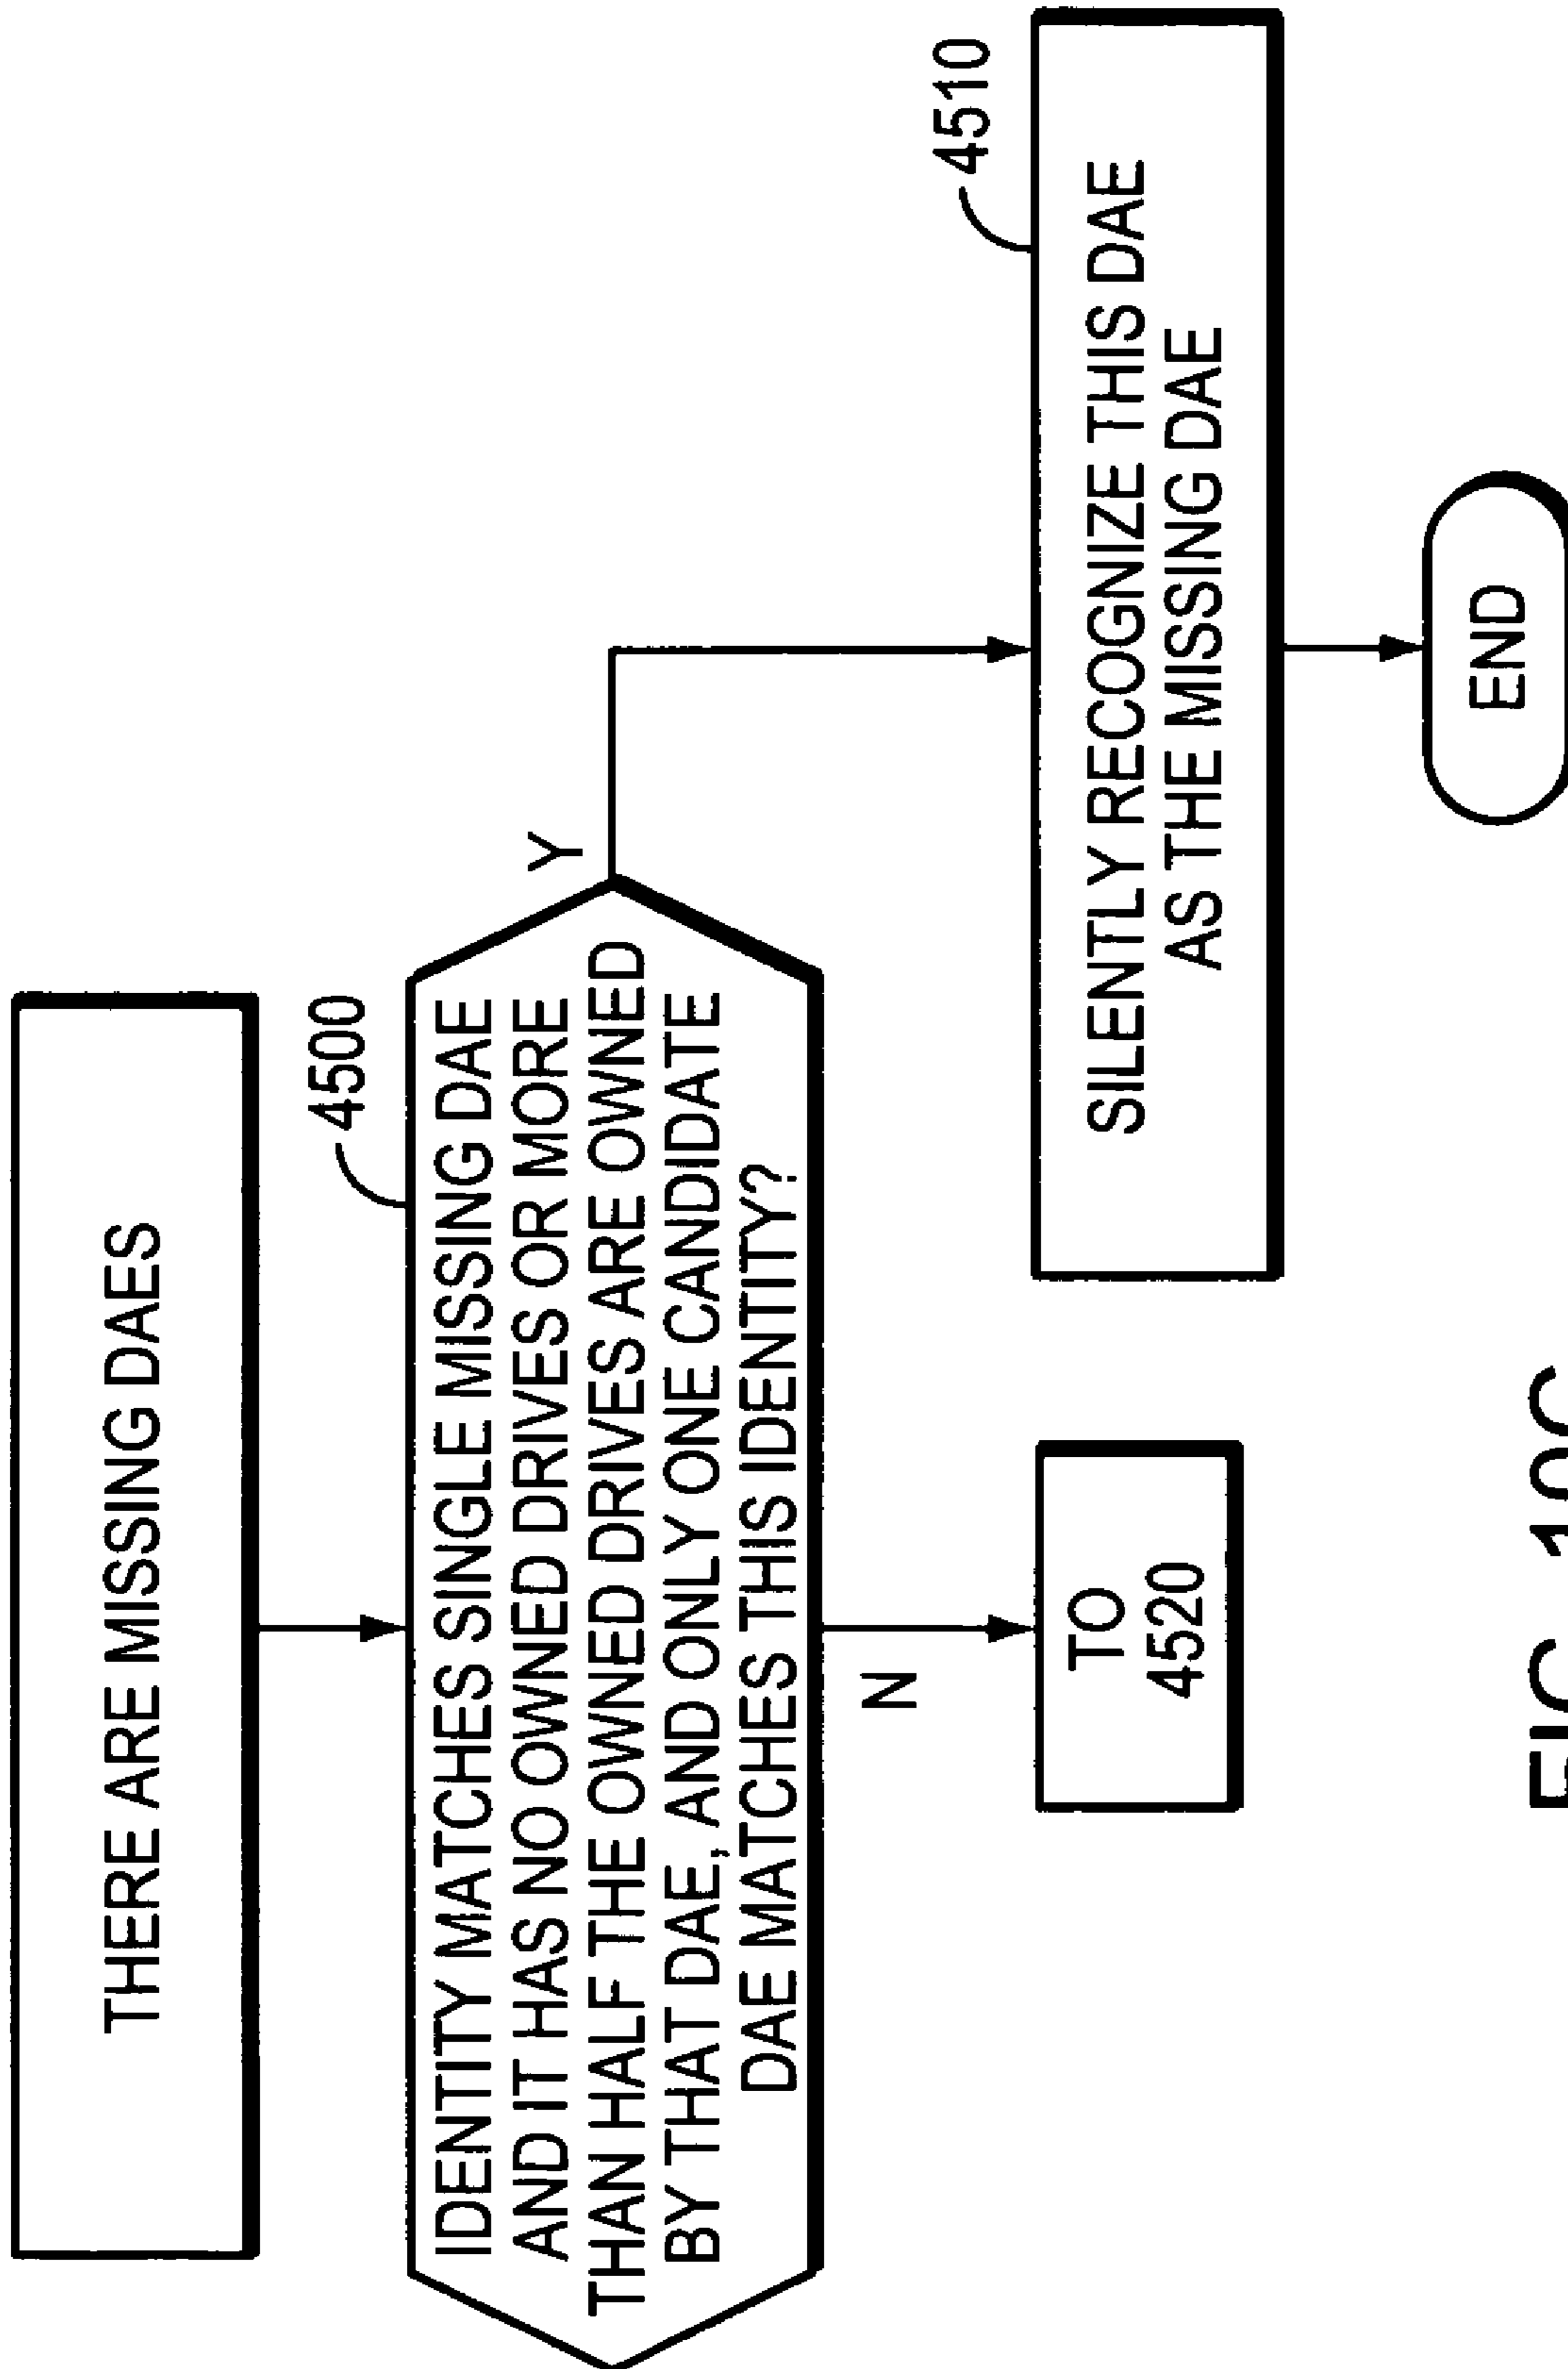 THERE ARE MISSING DAES
4500
IDENTITY MATCHES SINGLE MISSING DAE
AND IT HAS NO OWNED DRIVES OR MORE
THAN HALF THE OWNED DRIVES ARE OWNED
BY THAT DAE, AND ONLY ONE CANDIDATE
DAE MATCHES THIS IDENTITY?
Y
N
TO
4520
4510
SILENTLY RECOGNIZE THIS DAE
AS THE MISSING DAE
END
FIG. 10C